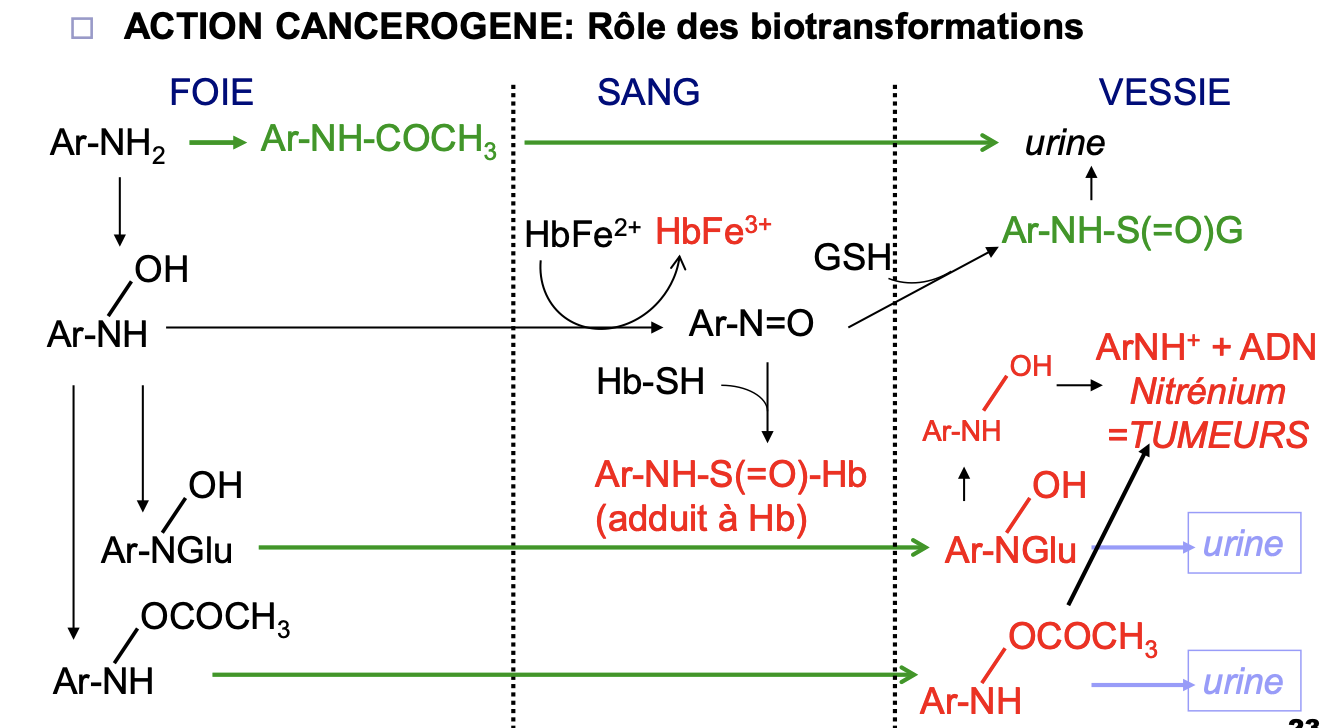 ACTION CANCEROGENE: Rôle des biotransformations
FOIE
SANG
VESSIE
Ar-NH₂
Ar-NH-COCH₃
urine
HbFe²⁺
HbFe³⁺
GSH
Ar-NH-S(=O)G
OH
Ar-NH
Ar-N=O
Hb-SH
OH
Ar-NH
ArNH⁺ + ADN
Nitrénium
=TUMEURS
Ar-NH-S(=O)-Hb
(adduit à Hb)
OH
Ar-NGlu
OH
Ar-NGlu
urine
OCOCH₃
Ar-NH
OCOCH₃
Ar-NH
urine
23